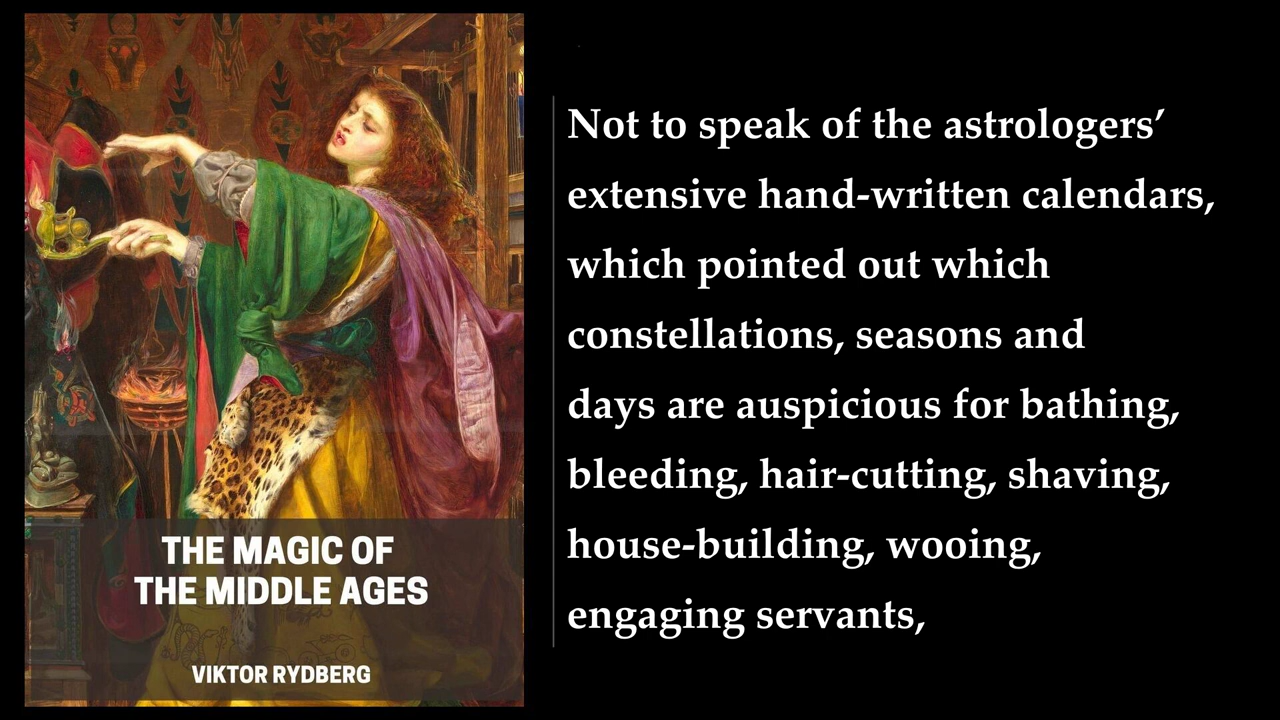 THE MAGIC OF
THE MIDDLE AGES
VIKTOR RYDBERG
Not to speak of the astrologers’
extensive hand-written calendars,
which pointed out which
constellations, seasons and
days are auspicious for bathing,
bleeding, hair-cutting, shaving,
house-building, wooing,
engaging servants,